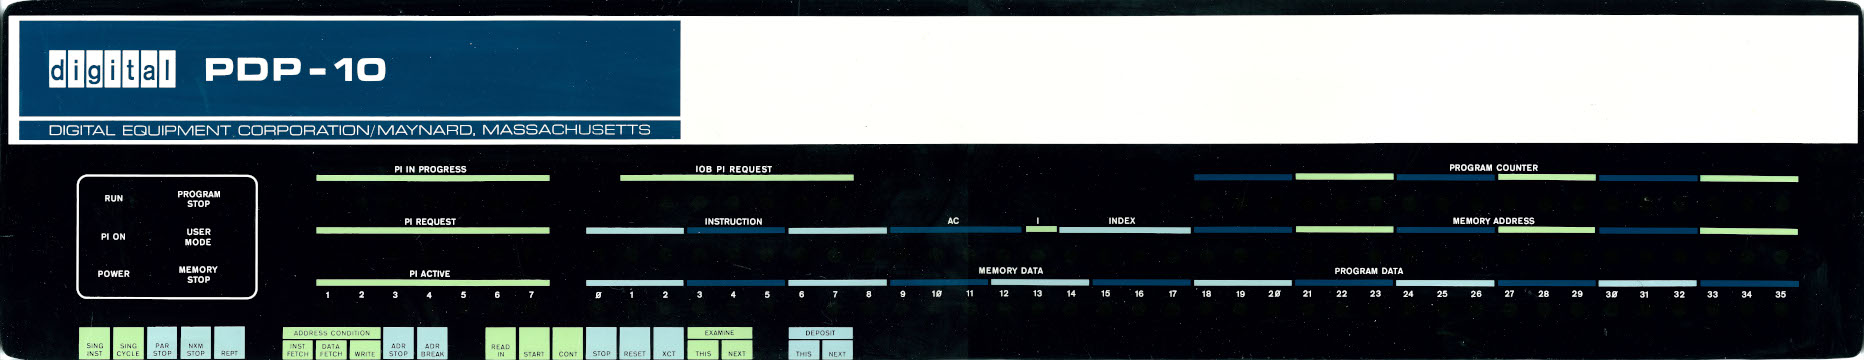 digital PDP-10
DIGITAL EQUIPMENT CORPORATION/MAYNARD, MASSACHUSETTS
PI IN PROGRESS IOB PI REQUEST PROGRAM COUNTER
RUN PROGRAM
STOP
PI REQUEST INSTRUCTION AC I INDEX MEMORY ADDRESS
PI ON USER
MODE
POWER MEMORY
STOP
PI ACTIVE MEMORY DATA PROGRAM DATA
1 2 3 4 5 6 7 Ø 1 2 3 4 5 6 7 8 9 1Ø 11 12 13 14 15 16 17 18 19 2Ø 21 22 23 24 25 26 27 28 29 3Ø 31 32 33 34 35
ADDRESS CONDITION EXAMINE DEPOSIT
SING
INST
SING
CYCLE
PAR
STOP
NXM
STOP
REPT
INST
FETCH
DATA
FETCH
WRITE
ADR
STOP
ADR
BREAK
READ
IN
START
CONT
STOP
RESET
XCT
THIS
NEXT
THIS
NEXT